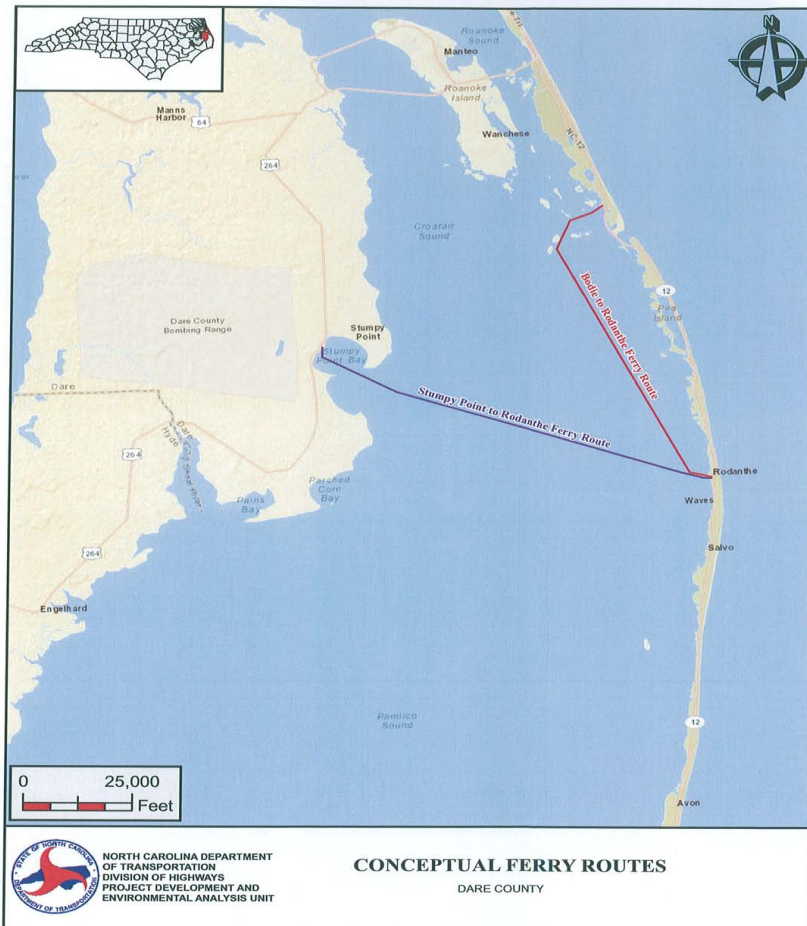 N
Roanoke
Sound
Manteo
Roanoke
Island
Manns
Harbor
64
Wanchese
NC-12
264
Croatan
Sound
Bodie to Rodanthe Ferry Route
12
Pea
Island
Dare County
Bombing Range
Stumpy
Point
Stumpy
Point Bay
Dare
Stumpy Point to Rodanthe Ferry Route
Dare
Hyde
264
Rodanthe
Parched
Corn
Bay
Pains
Bay
Waves
264
Salvo
Engelhard
Pamlico
Sound
12
0 25,000
Feet
Avon
STATE OF NORTH CAROLINA
DEPARTMENT OF TRANSPORTATION
NORTH CAROLINA DEPARTMENT
OF TRANSPORTATION
DIVISION OF HIGHWAYS
PROJECT DEVELOPMENT AND
ENVIRONMENTAL ANALYSIS UNIT
CONCEPTUAL FERRY ROUTES
DARE COUNTY